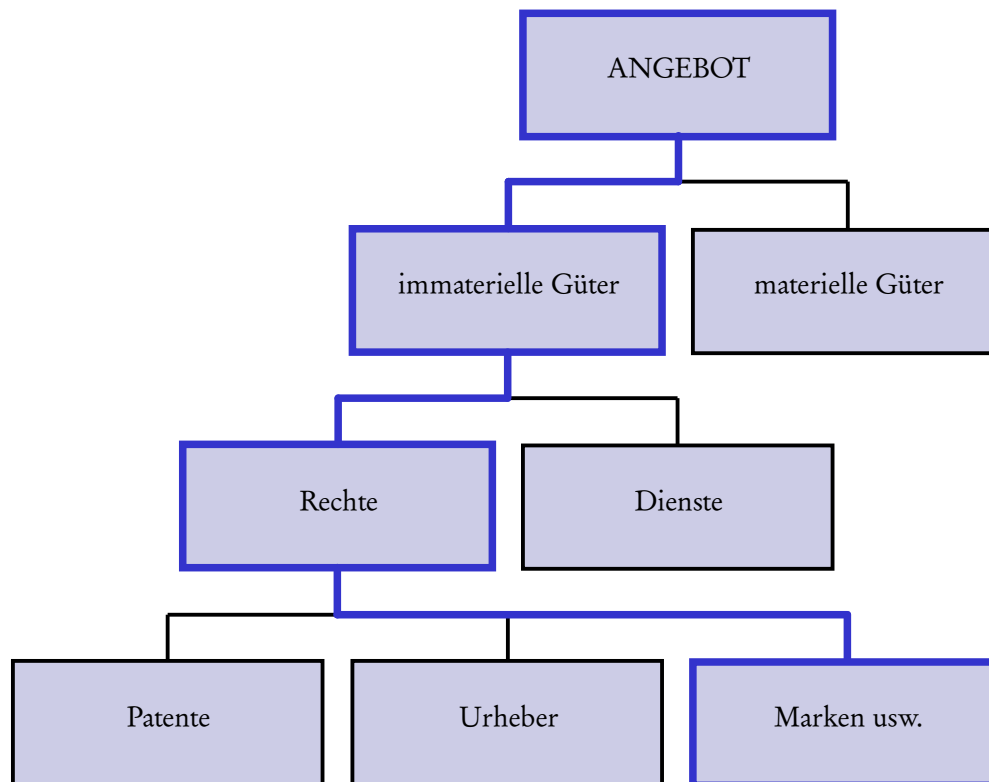 ANGEBOT
immaterielle Güter
materielle Güter
Rechte
Dienste
Patente
Urheber
Marken usw.